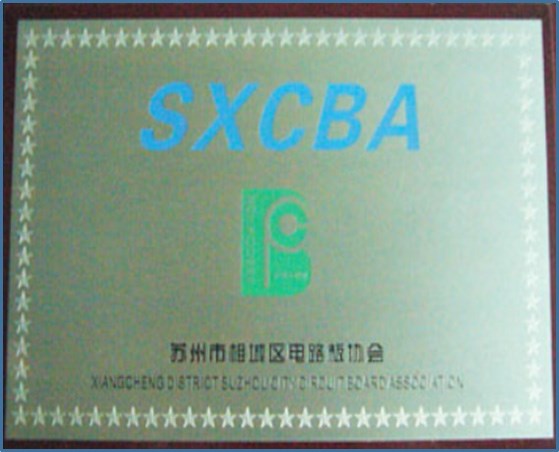 SXCBA
苏州市相城区电路板协会
XIANGCHENG DISTRICT SUZHOU CITY CIRCUIT BOARD ASSOCIATION